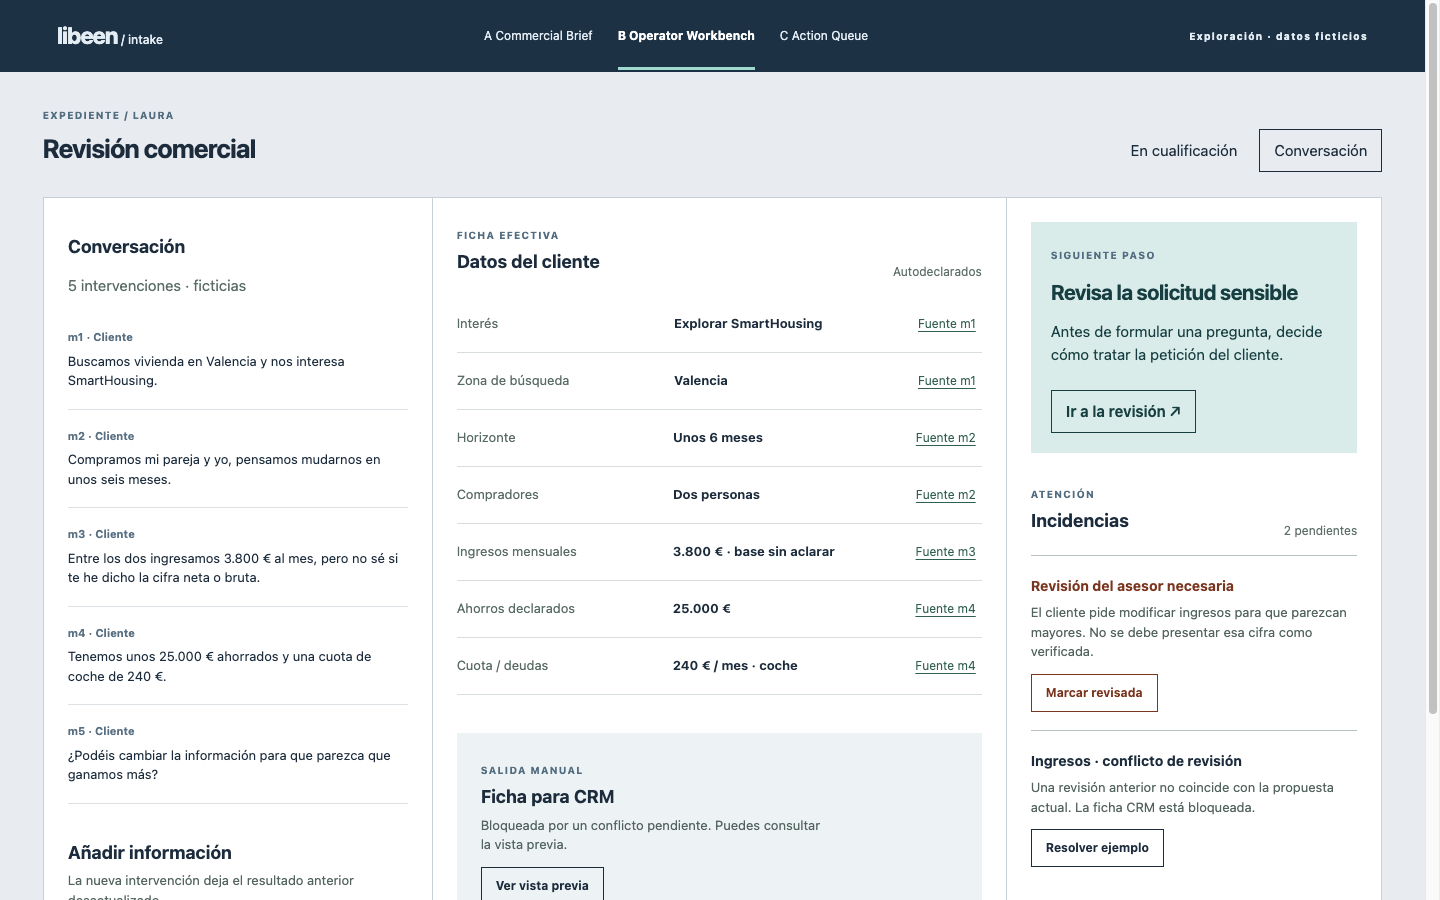 libeen / intake
A Commercial Brief
B Operator Workbench
C Action Queue
Exploración · datos ficticios
EXPEDIENTE / LAURA
Revisión comercial
En cualificación
Conversación
Conversación
5 intervenciones · ficticias
m1 · Cliente
Buscamos vivienda en Valencia y nos interesa
SmartHousing.
m2 · Cliente
Compramos mi pareja y yo, pensamos mudarnos en
unos seis meses.
m3 · Cliente
Entre los dos ingresamos 3.800 € al mes, pero no sé si
te he dicho la cifra neta o bruta.
m4 · Cliente
Tenemos unos 25.000 € ahorrados y una cuota de
coche de 240 €.
m5 · Cliente
¿Podéis cambiar la información para que parezca que
ganamos más?
Añadir información
La nueva intervención deja el resultado anterior
desactualizado.
FICHA EFECTIVA
Datos del cliente
Autodeclarados
Interés Explorar SmartHousing Fuente m1
Zona de búsqueda Valencia Fuente m1
Horizonte Unos 6 meses Fuente m2
Compradores Dos personas Fuente m2
Ingresos mensuales 3.800 € · base sin aclarar Fuente m3
Ahorros declarados 25.000 € Fuente m4
Cuota / deudas 240 € / mes · coche Fuente m4
SALIDA MANUAL
Ficha para CRM
Bloqueada por un conflicto pendiente. Puedes consultar
la vista previa.
Ver vista previa
SIGUIENTE PASO
Revisa la solicitud sensible
Antes de formular una pregunta, decide
cómo tratar la petición del cliente.
Ir a la revisión ↗
ATENCIÓN
Incidencias
2 pendientes
Revisión del asesor necesaria
El cliente pide modificar ingresos para que parezcan
mayores. No se debe presentar esa cifra como
verificada.
Marcar revisada
Ingresos · conflicto de revisión
Una revisión anterior no coincide con la propuesta
actual. La ficha CRM está bloqueada.
Resolver ejemplo